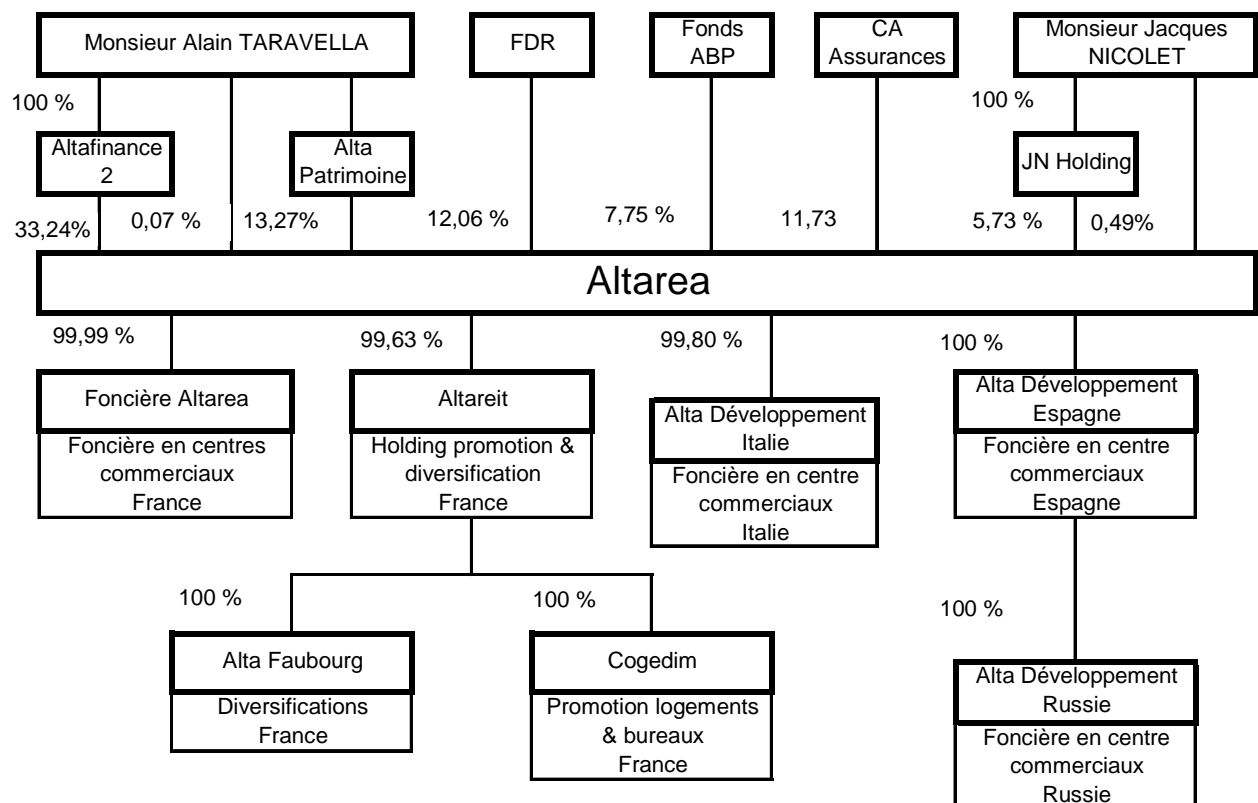 Monsieur Alain TARAVELLA
FDR
Fonds
ABP
CA
Assurances
Monsieur Jacques
NICOLET
100 %
100 %
Altafinance
2
Alta
Patrimoine
JN Holding
33,24%
0,07 %
13,27%
12,06 %
7,75 %
11,73
5,73 %
0,49%
Altarea
99,99 %
99,63 %
99,80 %
100 %
Foncière Altarea
Foncière en centres
commerciaux
France
Altareit
Holding promotion &
diversification
France
Alta Développement
Italie
Foncière en centre
commerciaux
Italie
Alta Développement
Espagne
Foncière en centre
commerciaux
Espagne
100 %
100 %
100 %
Alta Faubourg
Diversifications
France
Cogedim
Promotion logements
& bureaux
France
Alta Développement
Russie
Foncière en centre
commerciaux
Russie